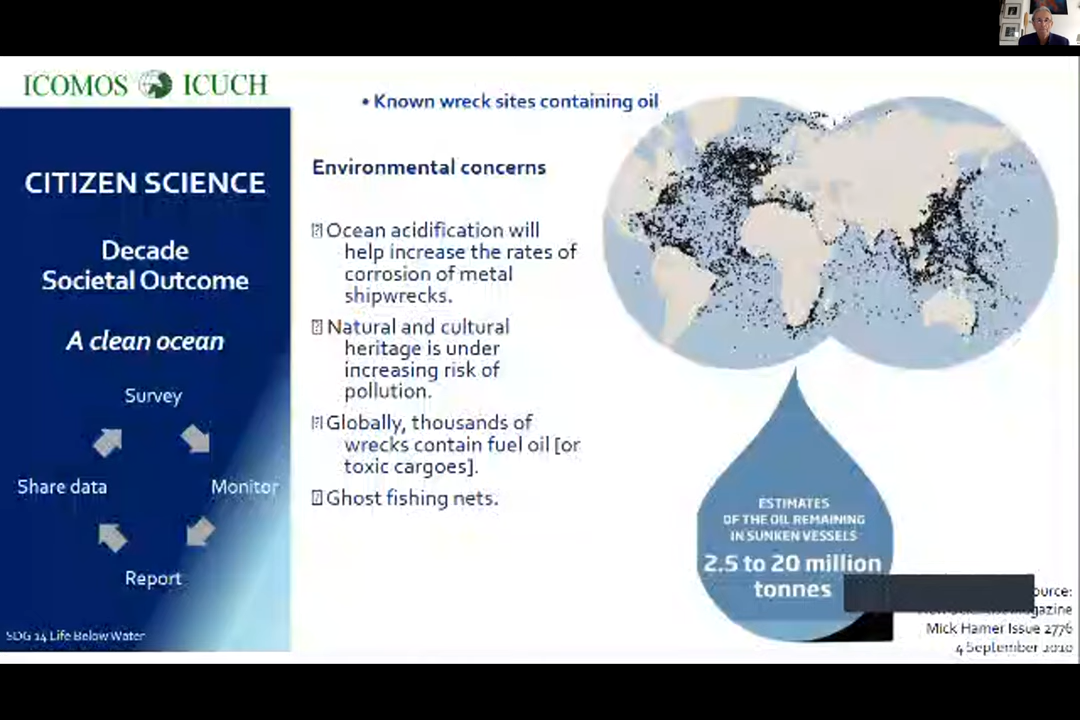 ICOMOS ICUCH
CITIZEN SCIENCE
Decade
Societal Outcome
A clean ocean
Survey
Monitor
Report
Share data
SDG 14 Life Below Water
• Known wreck sites containing oil
Environmental concerns
Ocean acidification will
help increase the rates of
corrosion of metal
shipwrecks.
Natural and cultural
heritage is under
increasing risk of
pollution.
Globally, thousands of
wrecks contain fuel oil [or
toxic cargoes].
Ghost fishing nets.
ESTIMATES
OF THE OIL REMAINING
IN SUNKEN VESSELS
2.5 to 20 million
tonnes
Mick Hamer Issue 2776
4 September 2010